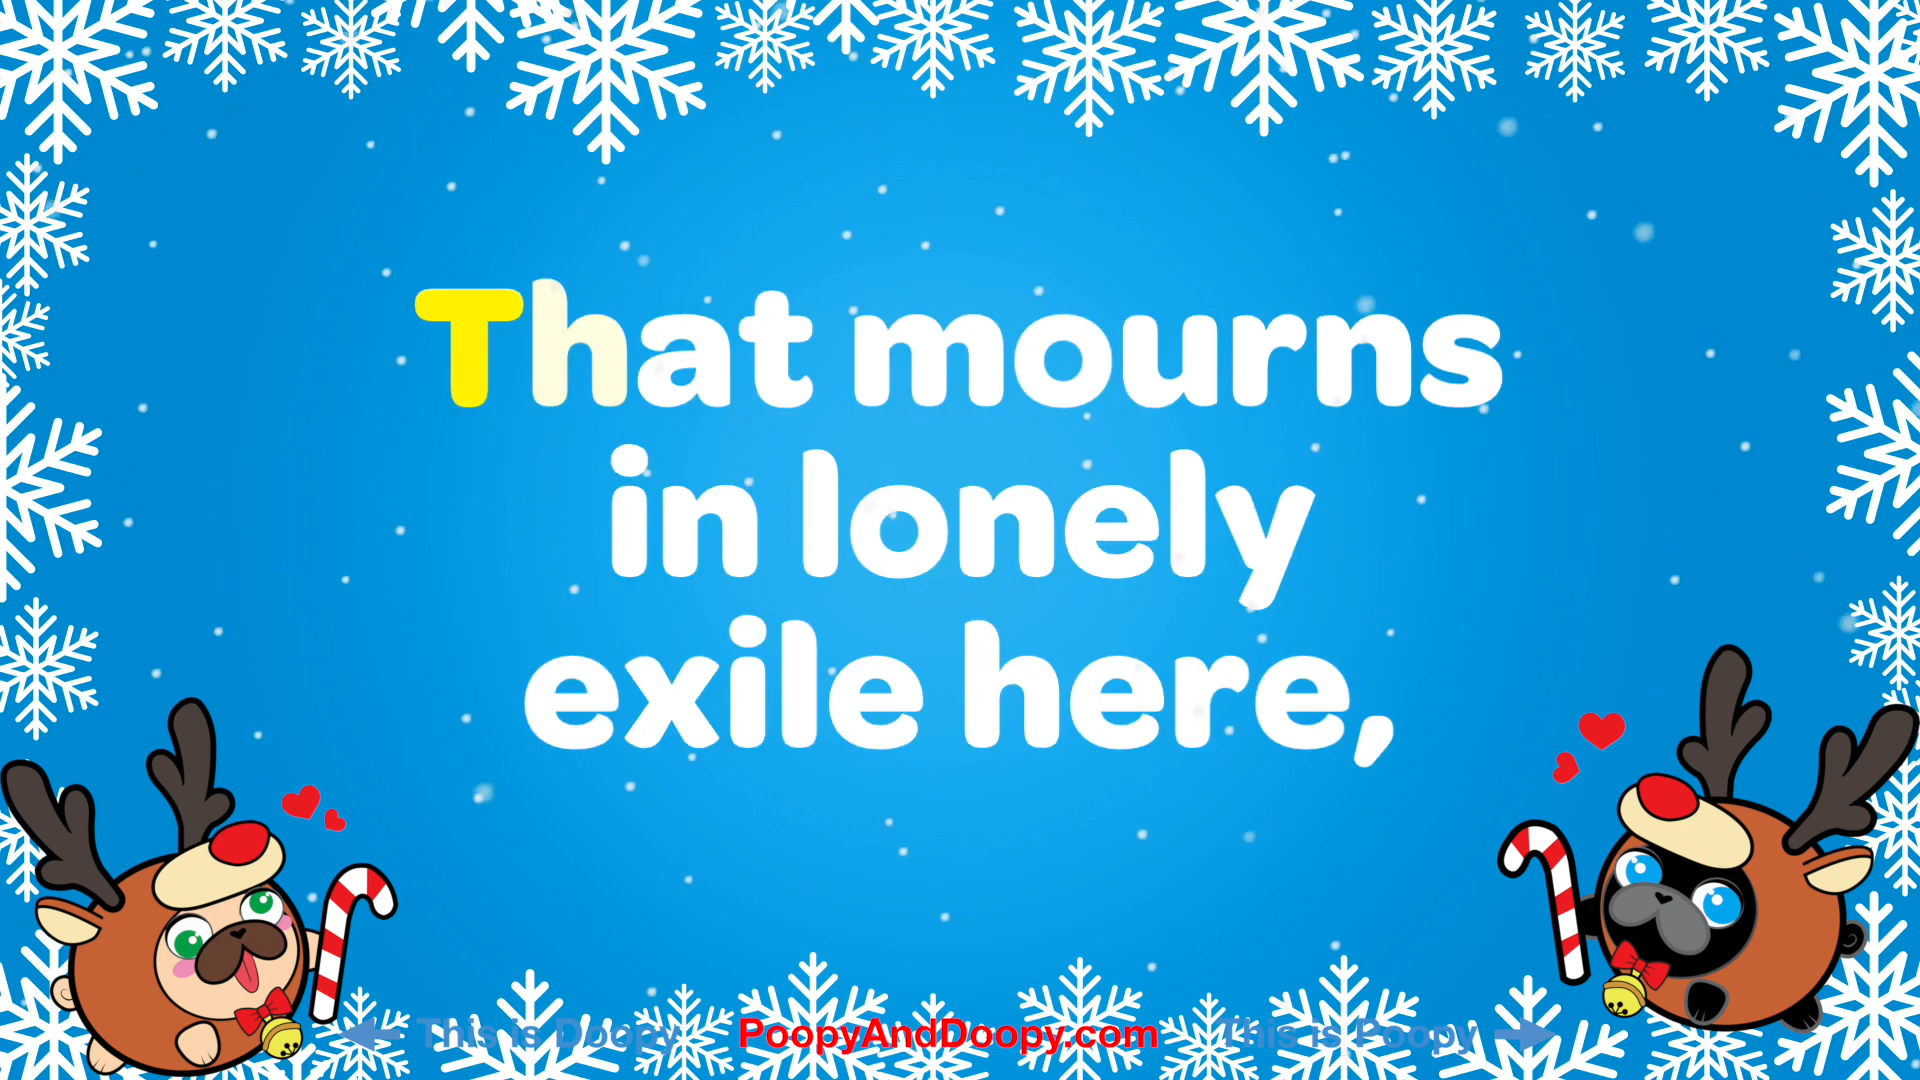 That mourns
in lonely
exile here,
This is Doopy PoopyAndDoopy.com This is Poopy